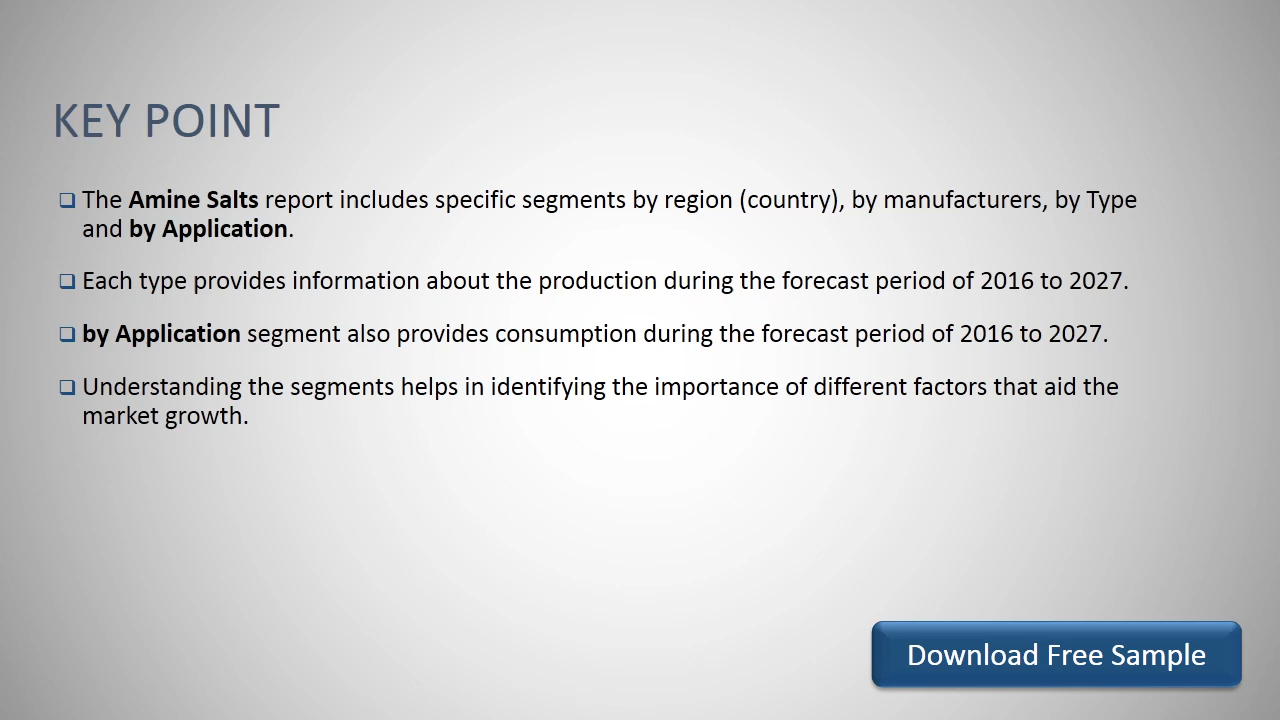 KEY POINT
❑ The Amine Salts report includes specific segments by region (country), by manufacturers, by Type
and by Application.
❑ Each type provides information about the production during the forecast period of 2016 to 2027.
❑ by Application segment also provides consumption during the forecast period of 2016 to 2027.
❑ Understanding the segments helps in identifying the importance of different factors that aid the
market growth.
Download Free Sample